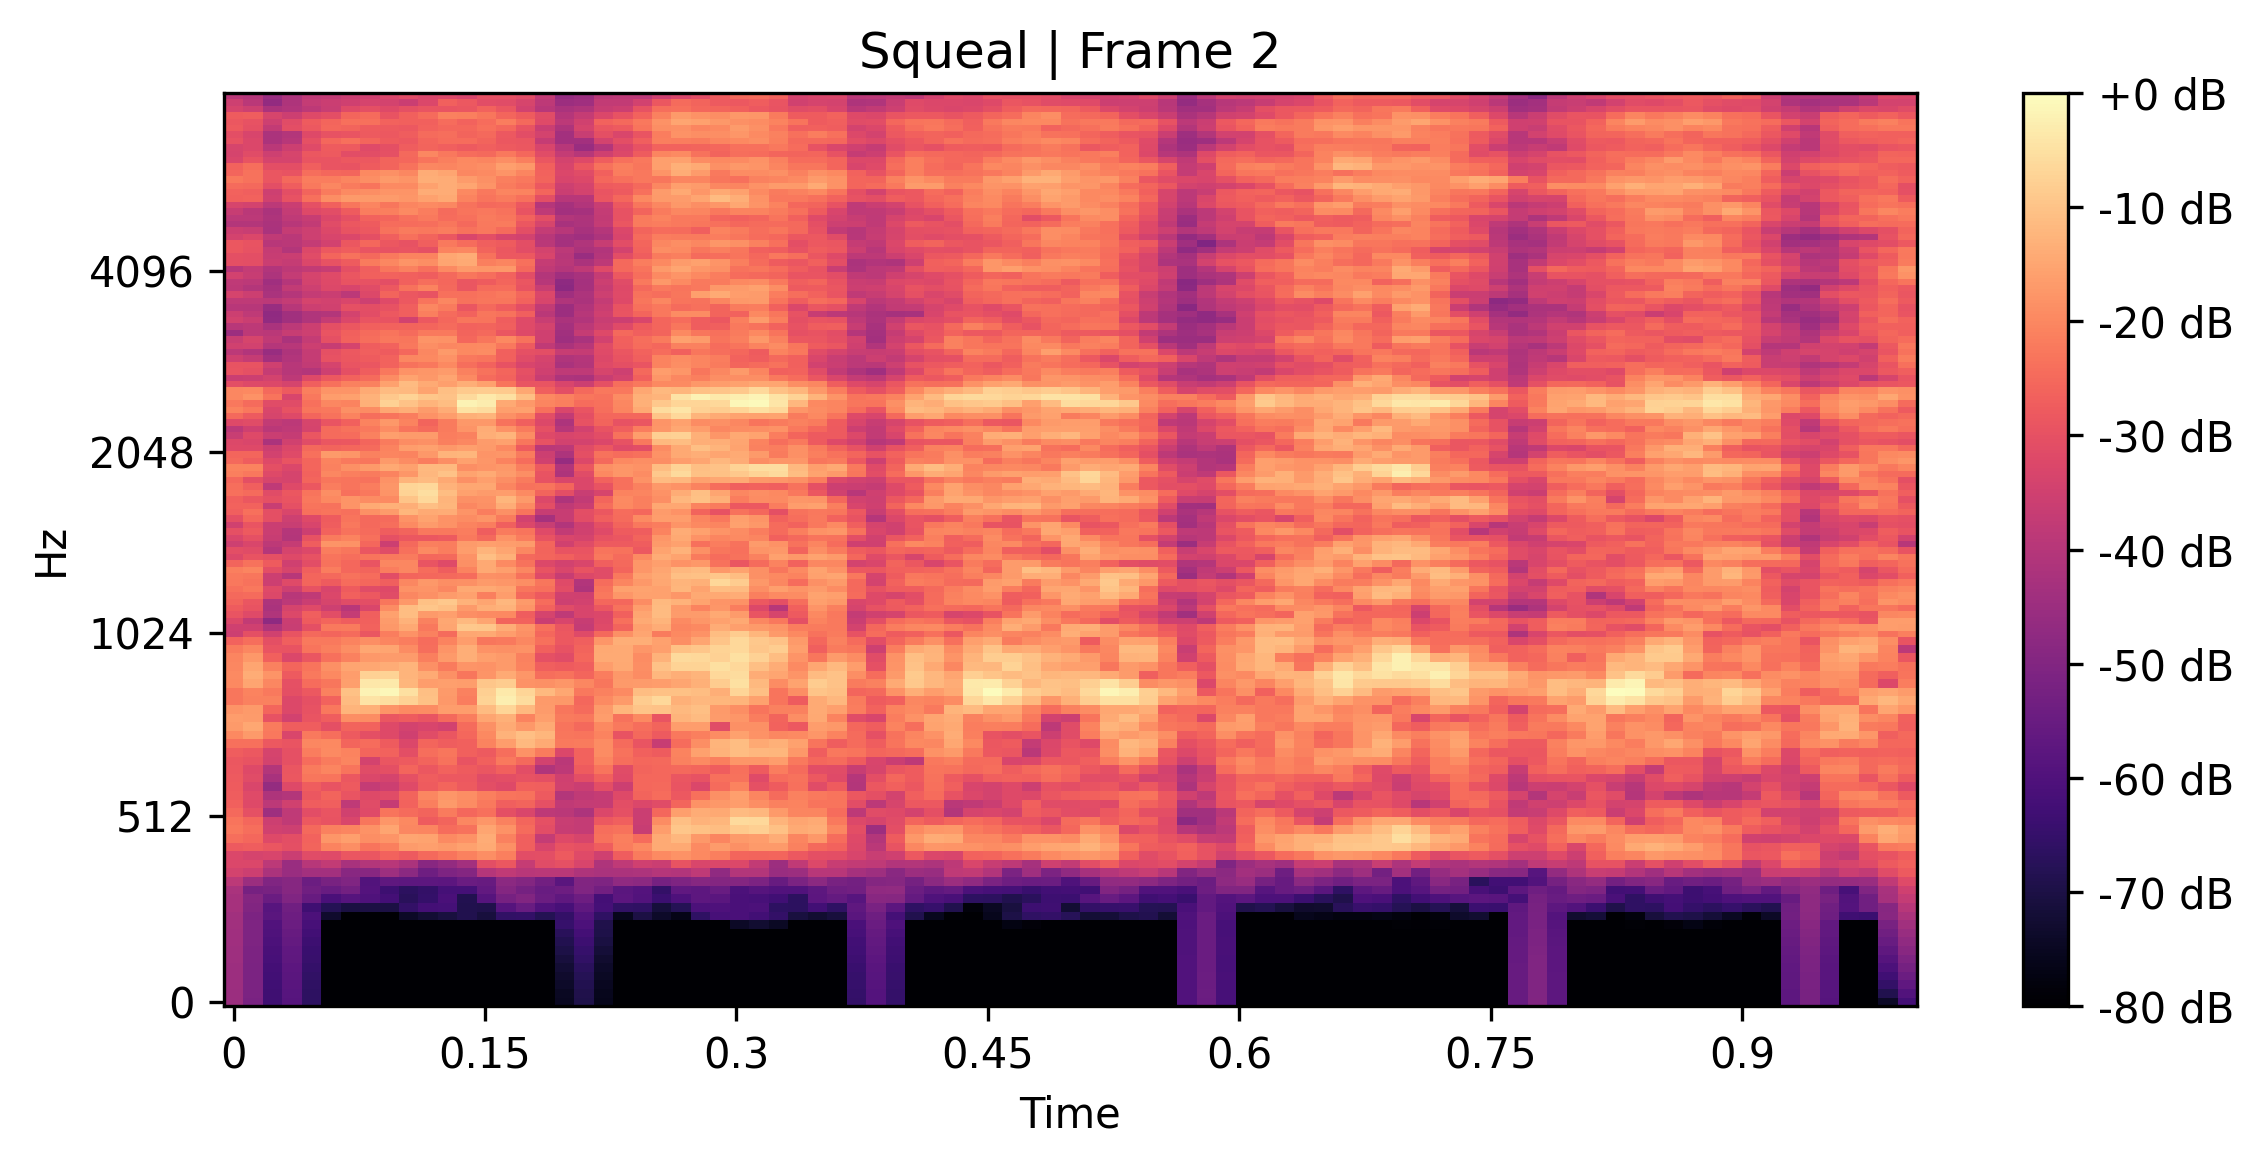 Squeal | Frame 2
Hz
4096
2048
1024
512
0
0 0.15 0.3 0.45 0.6 0.75 0.9
Time
+0 dB
-10 dB
-20 dB
-30 dB
-40 dB
-50 dB
-60 dB
-70 dB
-80 dB